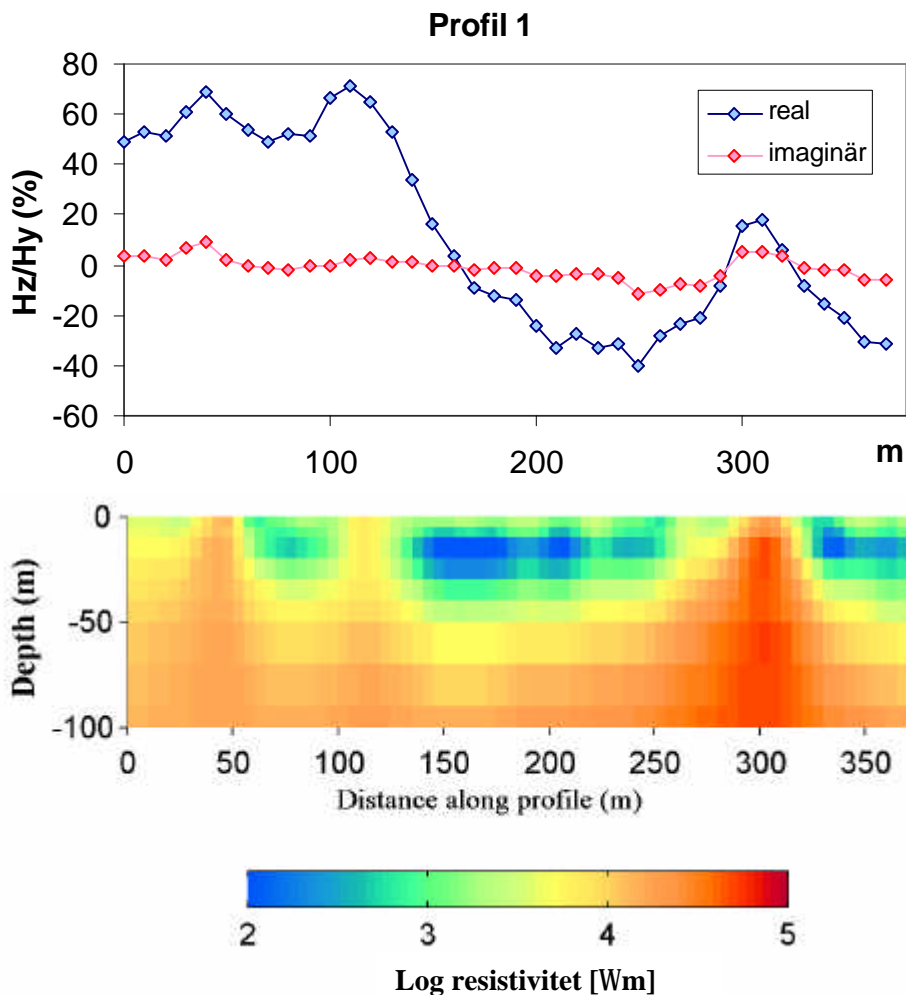 Profil 1
Hz/Hy (%)
80
60
40
20
0
-20
-40
-60
real
imaginär
0 100 200 300 m
Depth (m)
0
-50
-100
0 50 100 150 200 250 300 350
Distance along profile (m)
2 3 4 5
Log resistivitet [Wm]